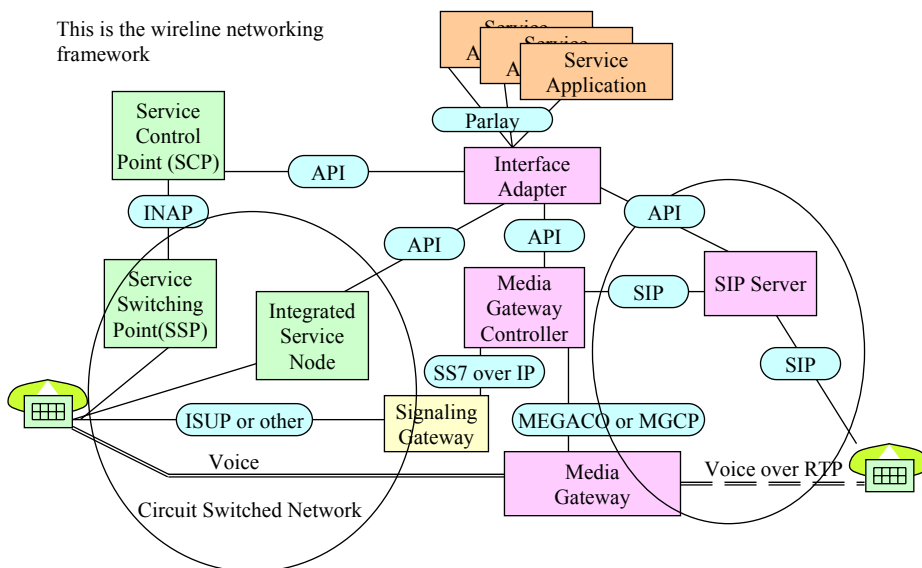 This is the wireline networking
framework
Service
A
Service
A
Service
Application
Parlay
Service
Control
Point (SCP)
API
Interface
Adapter
INAP
API
API
API
Service
Switching
Point(SSP)
Integrated
Service
Node
Media
Gateway
Controller
SIP
SIP Server
SS7 over IP
SIP
ISUP or other
Signaling
Gateway
MEGACO or MGCP
Voice
Media
Gateway
Voice over RTP
Circuit Switched Network